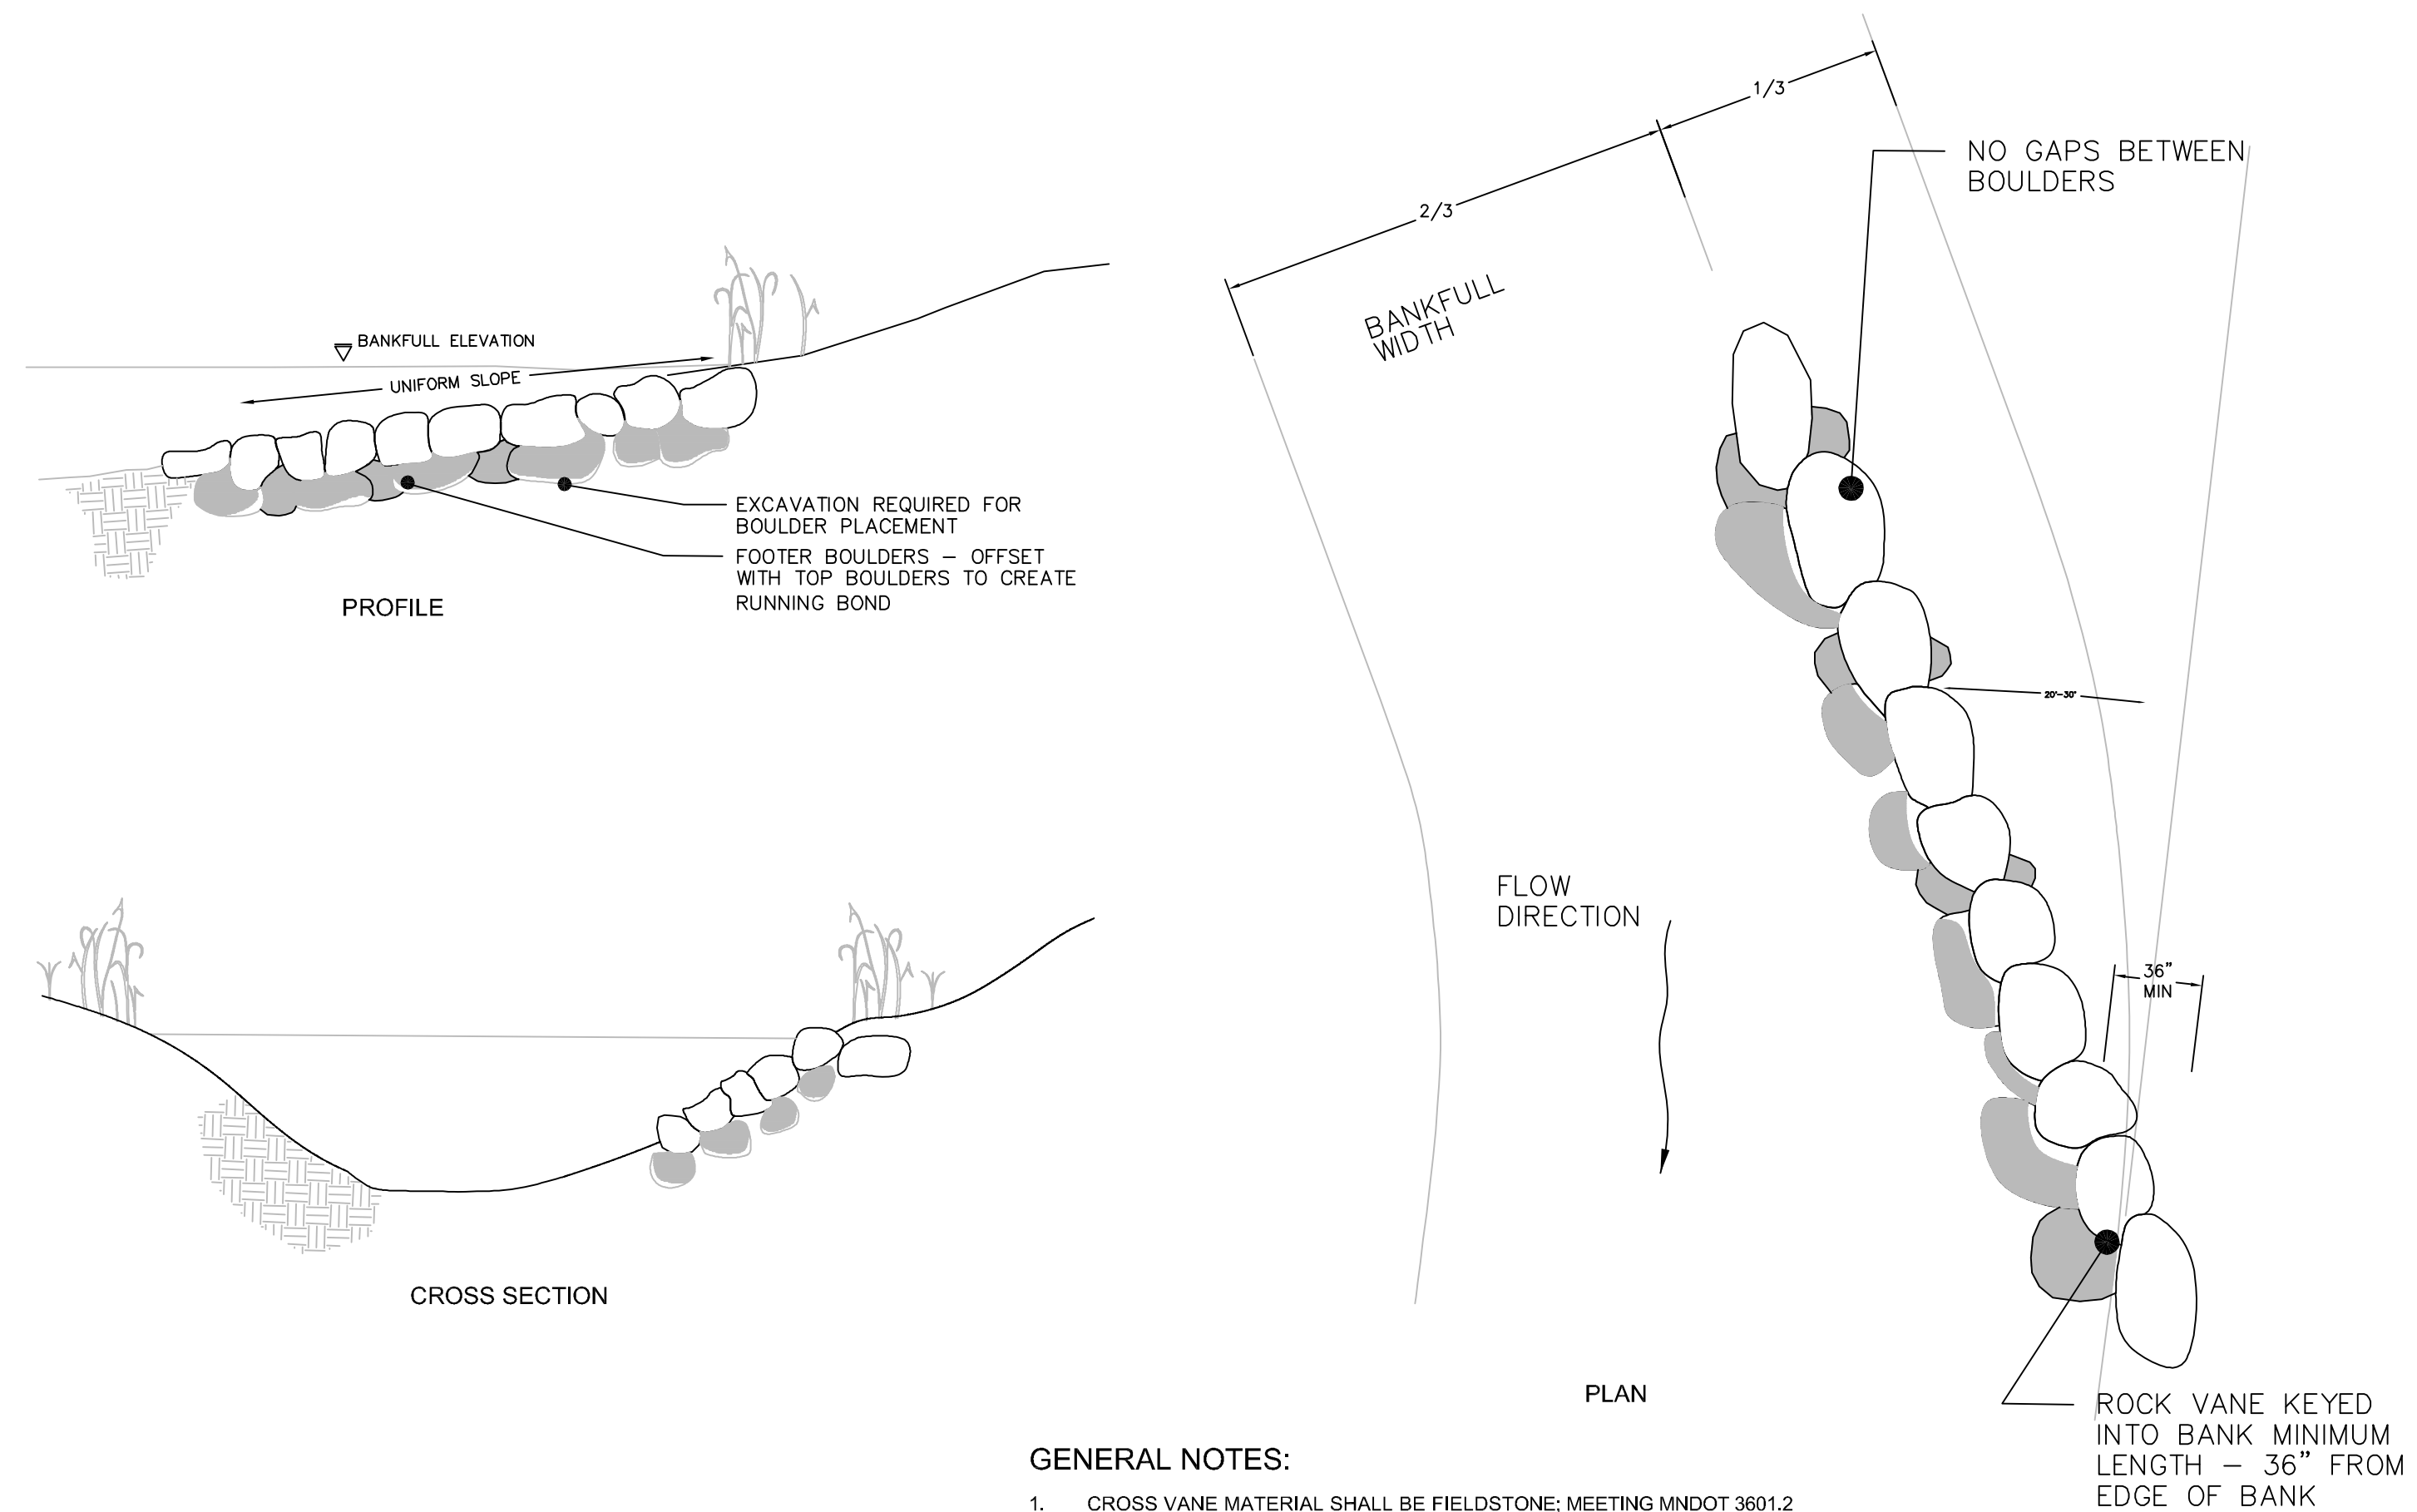 1/3
NO GAPS BETWEEN
BOULDERS
2/3
BANKFULL
WIDTH
BANKFULL ELEVATION
UNIFORM SLOPE
EXCAVATION REQUIRED FOR
BOULDER PLACEMENT
FOOTER BOULDERS – OFFSET
WITH TOP BOULDERS TO CREATE
RUNNING BOND
PROFILE
20°-30°
FLOW
DIRECTION
36"
MIN
CROSS SECTION
PLAN
ROCK VANE KEYED
INTO BANK MINIMUM
LENGTH – 36" FROM
EDGE OF BANK
GENERAL NOTES:
1. CROSS VANE MATERIAL SHALL BE FIELDSTONE; MEETING MNDOT 3601.2